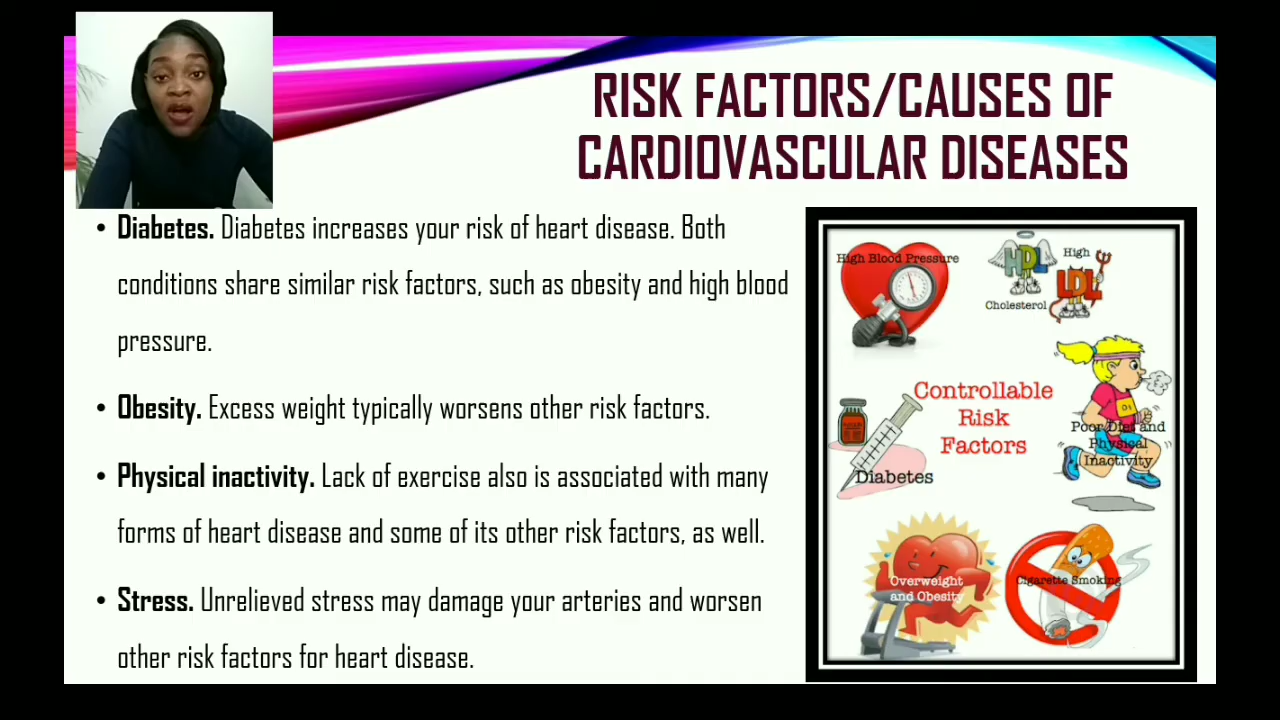 RISK FACTORS/CAUSES OF
CARDIOVASCULAR DISEASES
• Diabetes. Diabetes increases your risk of heart disease. Both
conditions share similar risk factors, such as obesity and high blood
pressure.
• Obesity. Excess weight typically worsens other risk factors.
• Physical inactivity. Lack of exercise also is associated with many
forms of heart disease and some of its other risk factors, as well.
• Stress. Unrelieved stress may damage your arteries and worsen
other risk factors for heart disease.
High Blood Pressure
HDL
High
LDL
Cholesterol
Controllable
Risk
Factors
Poor Diet and
Physical
Inactivity
Diabetes
Overweight
and Obesity
Cigarette Smoking